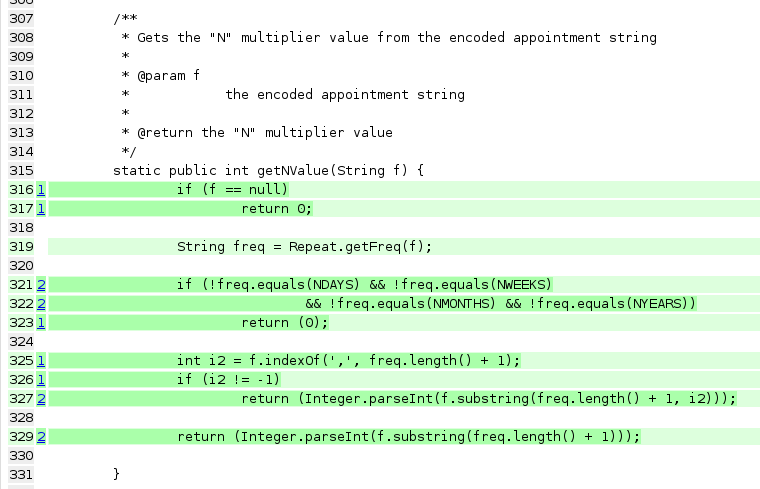 307 /**
308 * Gets the "N" multiplier value from the encoded appointment string
309 *
310 * @param f
311 * the encoded appointment string
312 *
313 * @return the "N" multiplier value
314 */
315 static public int getNValue(String f) {
316 1 if (f == null)
317 1 return 0;
318
319 String freq = Repeat.getFreq(f);
320
321 2 if (!freq.equals(NDAYS) && !freq.equals(NWEEKS)
322 2 && !freq.equals(NMONTHS) && !freq.equals(NYEARS))
323 1 return (0);
324
325 1 int i2 = f.indexOf(',', freq.length() + 1);
326 1 if (i2 != -1)
327 2 return (Integer.parseInt(f.substring(freq.length() + 1, i2)));
328
329 2 return (Integer.parseInt(f.substring(freq.length() + 1)));
330
331 }